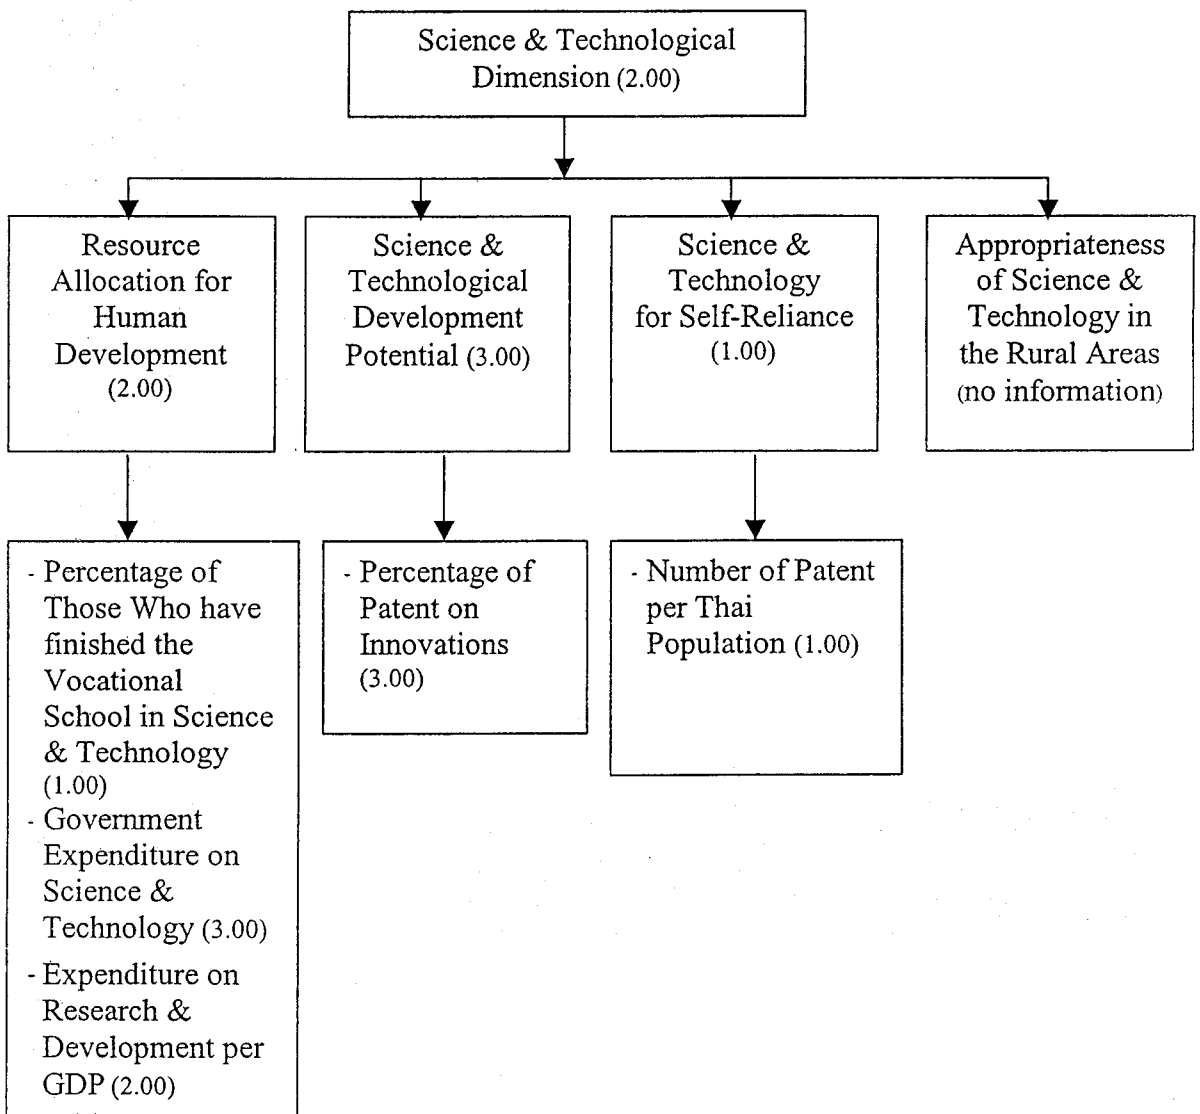 Science & Technological
Dimension (2.00)
Resource
Allocation for
Human
Development
(2.00)
Science &
Technological
Development
Potential (3.00)
Science &
Technology
for Self-Reliance
(1.00)
Appropriateness
of Science &
Technology in
the Rural Areas
(no information)
- Percentage of
Those Who have
finished the
Vocational
School in Science
& Technology
(1.00)
- Government
Expenditure on
Science &
Technology (3.00)
- Expenditure on
Research &
Development per
GDP (2.00)
- Percentage of
Patent on
Innovations
(3.00)
- Number of Patent
per Thai
Population (1.00)